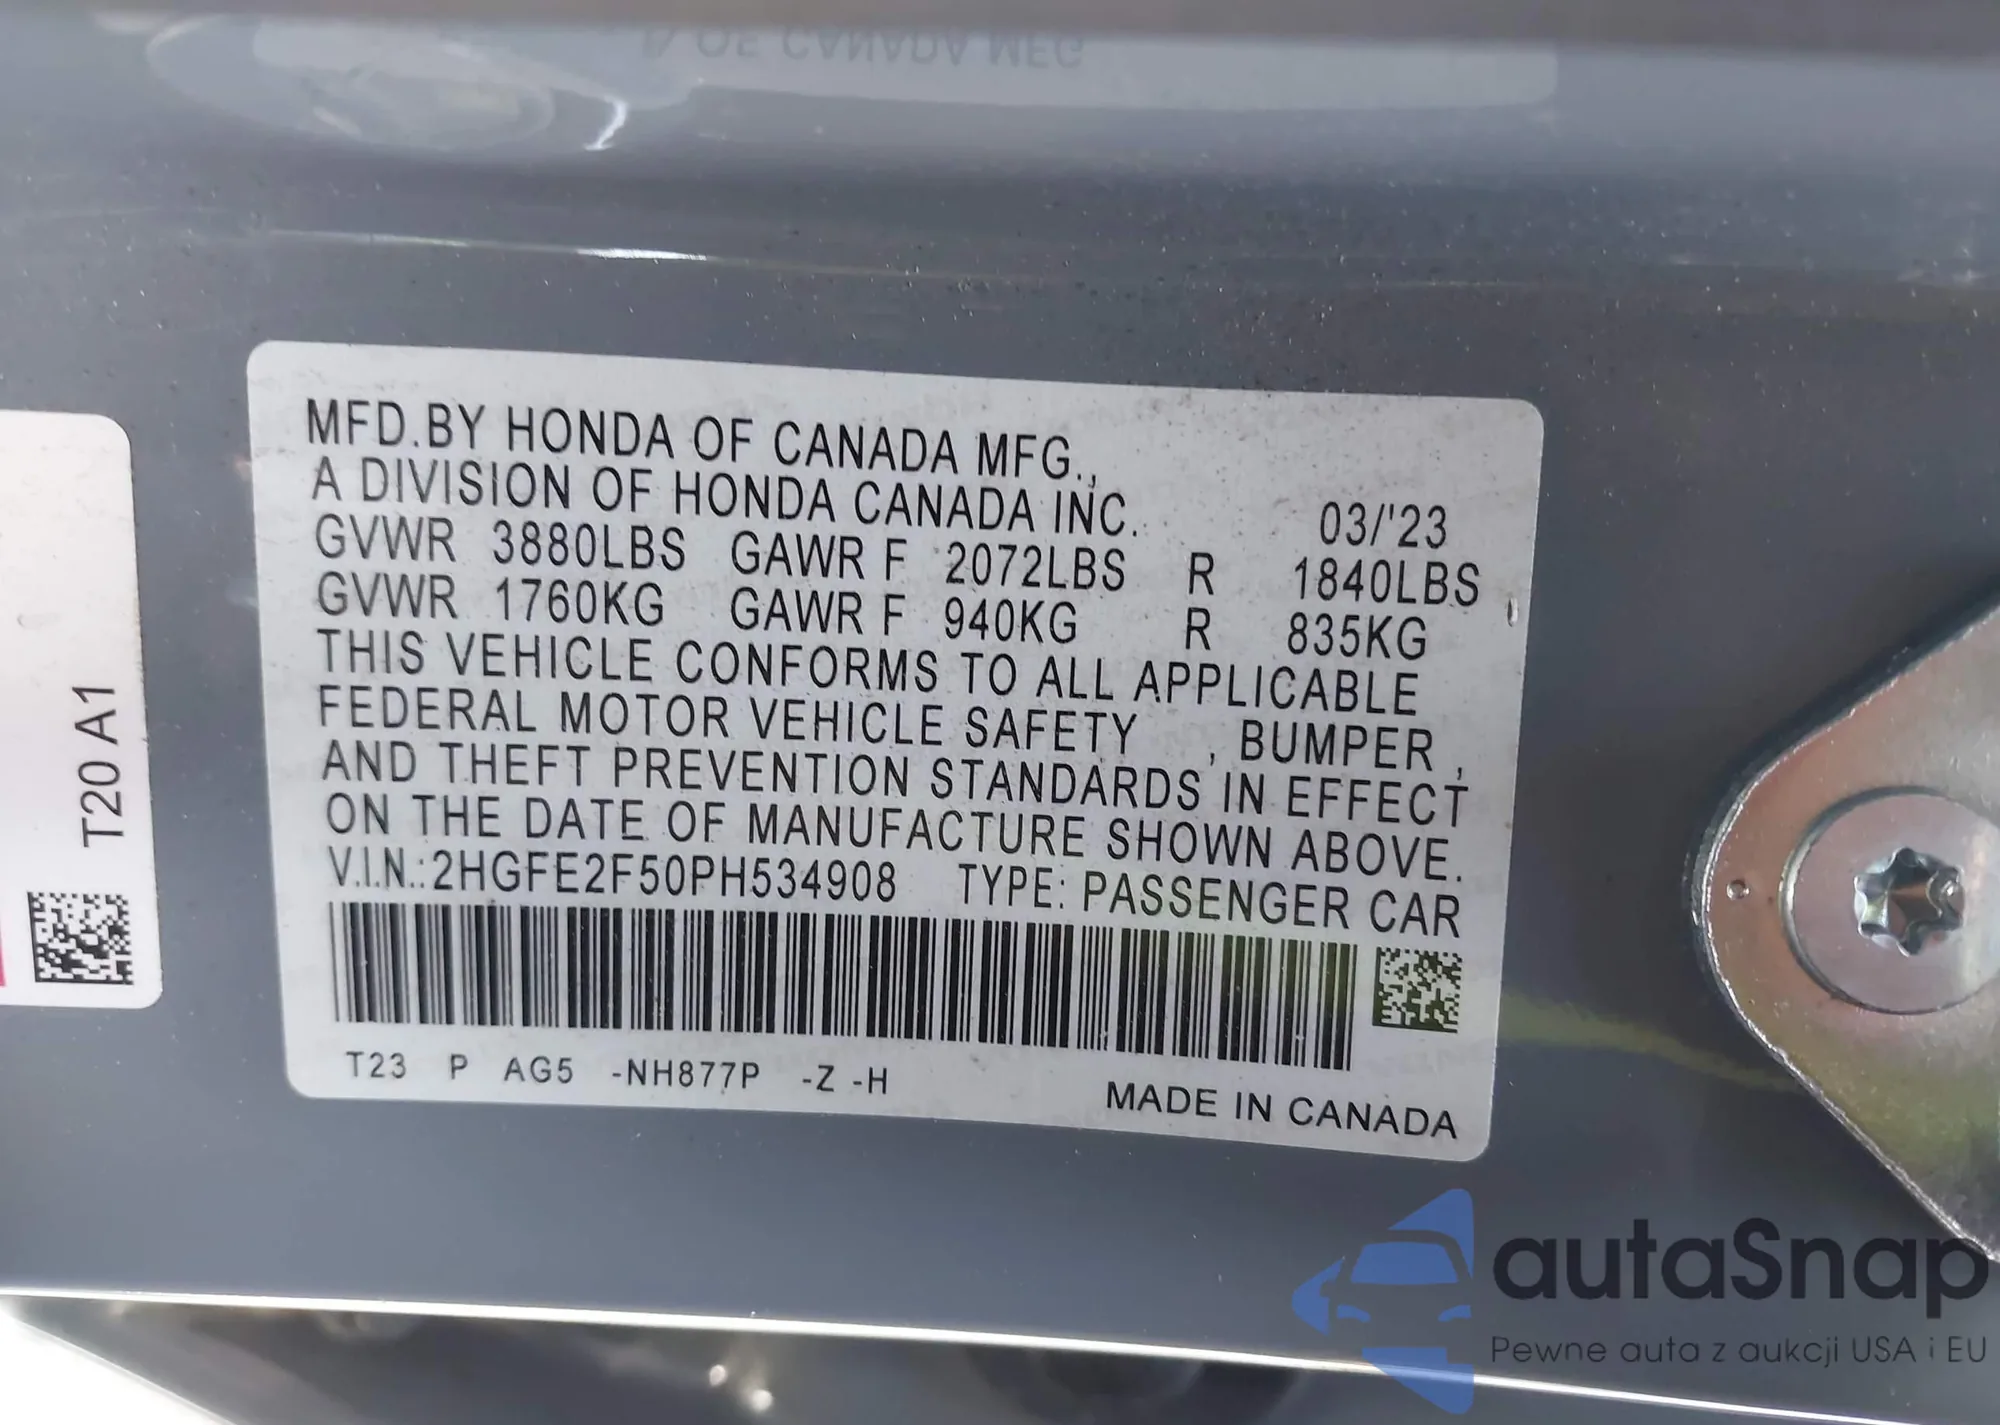 MFD.BY HONDA OF CANADA MFG.,
A DIVISION OF HONDA CANADA INC. 03/'23
GVWR 3880LBS GAWR F 2072LBS R 1840LBS
GVWR 1760KG GAWR F 940KG R 835KG
THIS VEHICLE CONFORMS TO ALL APPLICABLE
FEDERAL MOTOR VEHICLE SAFETY , BUMPER ,
AND THEFT PREVENTION STANDARDS IN EFFECT
ON THE DATE OF MANUFACTURE SHOWN ABOVE.
V.I.N.:2HGFE2F50PH534908 TYPE: PASSENGER CAR
T23 P AG5 -NH877P -Z -H
MADE IN CANADA
T20 A1
autaSnap
Pewne auta z aukcji USA i EU